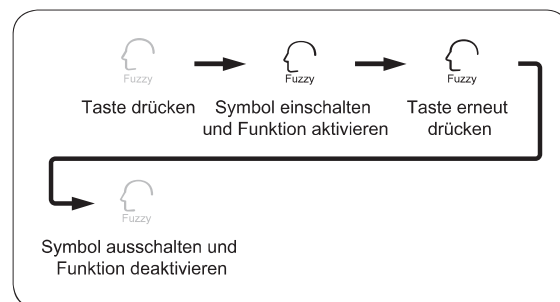 Fuzzy Fuzzy Fuzzy
Taste drücken Symbol einschalten Taste erneut
und Funktion aktivieren drücken
Fuzzy
Symbol ausschalten und
Funktion deaktivieren